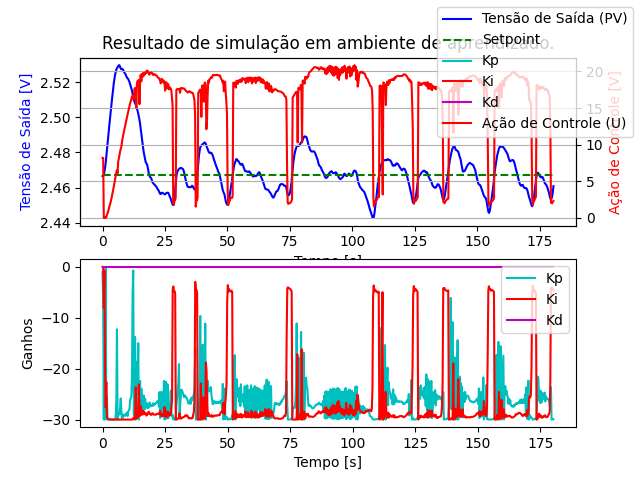 Resultado de simulação em ambiente de aprendizado.
Tensão de Saída (PV)
Setpoint
Kp
Ki
Kd
Ação de Controle (U)
Tensão de Saída [V]
2.52
2.50
2.48
2.46
2.44
20
15
10
5
0
Ação de Controle [V]
0 25 50 75 100 125 150 175
Tempo [s]
Ganhos
0
−10
−20
−30
Kp
Ki
Kd
0 25 50 75 100 125 150 175
Tempo [s]